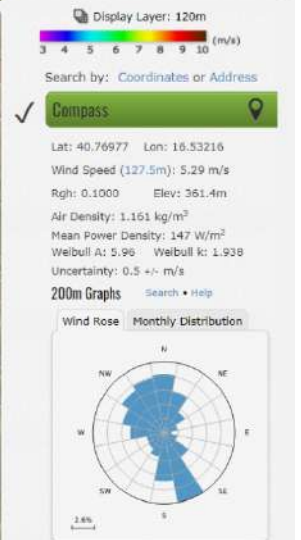 Display Layer: 120m
3 4 5 6 7 8 9 10 (m/s)
Search by: Coordinates or Address
Compass
Lat: 40.76977 Lon: 16.53216
Wind Speed (127.5m): 5.29 m/s
Rgh: 0.1000 Elev: 361.4m
Air Density: 1.161 kg/m³
Mean Power Density: 147 W/m²
Weibull A: 5.96 Weibull k: 1.938
Uncertainty: 0.5 +/- m/s
200m Graphs Search • Help
Wind Rose Monthly Distribution
N
NW NE
W E
SW SE
S
2.6%